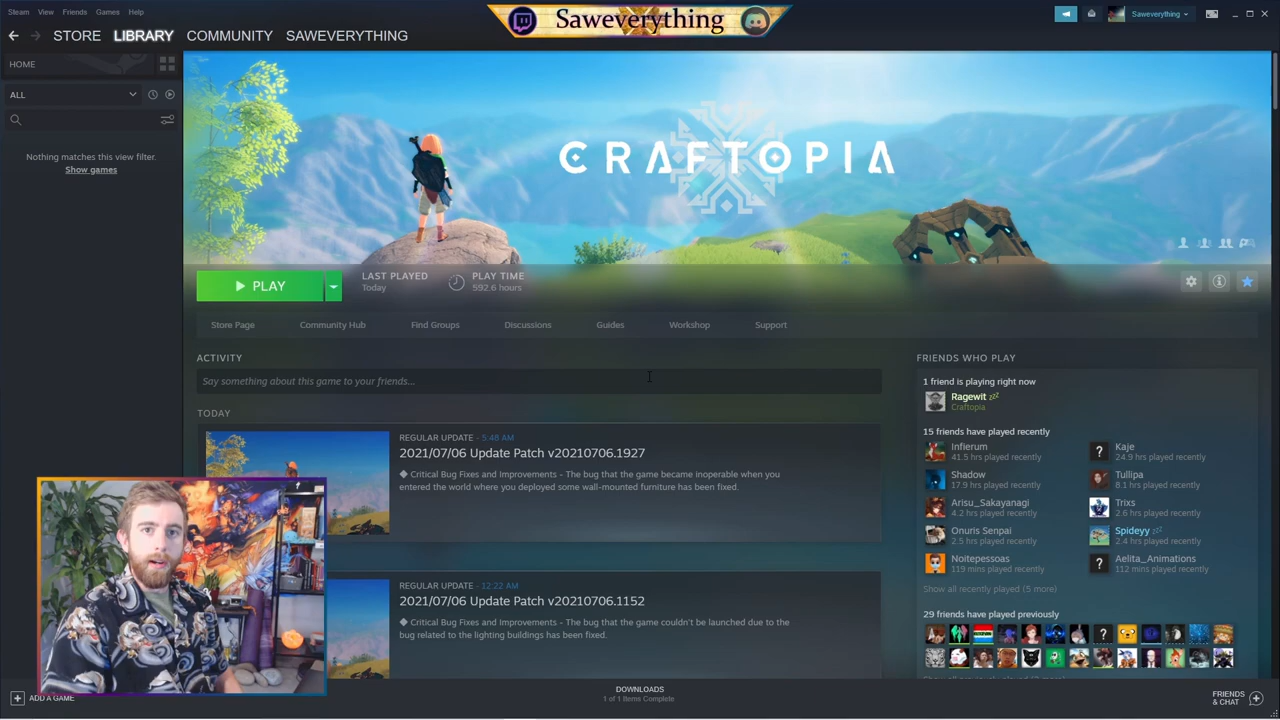 Steam View Friends Games Help
Saweverything
Saweverything
STORE LIBRARY COMMUNITY SAWEVERYTHING
HOME
ALL
Nothing matches this view filter.
Show games
CRAFTOPIA
PLAY
LAST PLAYED
Today
PLAY TIME
592.6 hours
Store Page Community Hub Find Groups Discussions Guides Workshop Support
ACTIVITY
Say something about this game to your friends...
TODAY
REGULAR UPDATE - 5:48 AM
2021/07/06 Update Patch v20210706.1927
◆ Critical Bug Fixes and Improvements - The bug that the game became inoperable when you
entered the world where you deployed some wall-mounted furniture has been fixed.
REGULAR UPDATE - 12:22 AM
2021/07/06 Update Patch v20210706.1152
◆ Critical Bug Fixes and Improvements - The bug that the game couldn't be launched due to the
bug related to the lighting buildings has been fixed.
FRIENDS WHO PLAY
1 friend is playing right now
Ragewit zzz
Craftopia
15 friends have played recently
Infierum
41.5 hrs played recently
Kaje
24.9 hrs played recently
Shadow
17.9 hrs played recently
Tullipa
8.1 hrs played recently
Arisu_Sakayanagi
4.2 hrs played recently
Trixs
2.6 hrs played recently
Onuris Senpai
2.5 hrs played recently
Spideyy zzz
2.4 hrs played recently
Noitepessoas
119 mins played recently
Aelita_Animations
112 mins played recently
Show all recently played (5 more)
29 friends have played previously
ADD A GAME
DOWNLOADS
1 of 1 Items Complete
FRIENDS
& CHAT